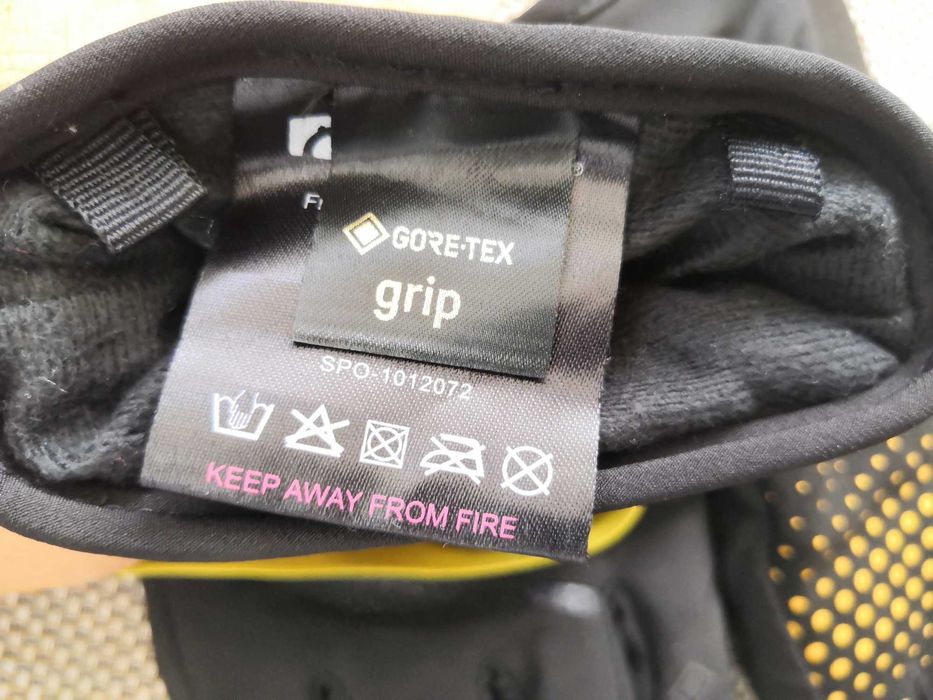 GORE-TEX
grip
SPO-1012072
KEEP AWAY FROM FIRE